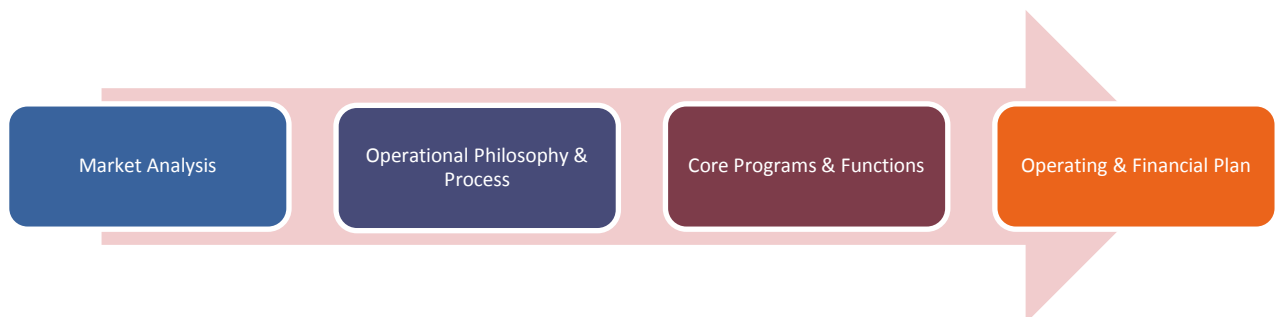 Market Analysis
Operational Philosophy &
Process
Core Programs & Functions
Operating & Financial Plan